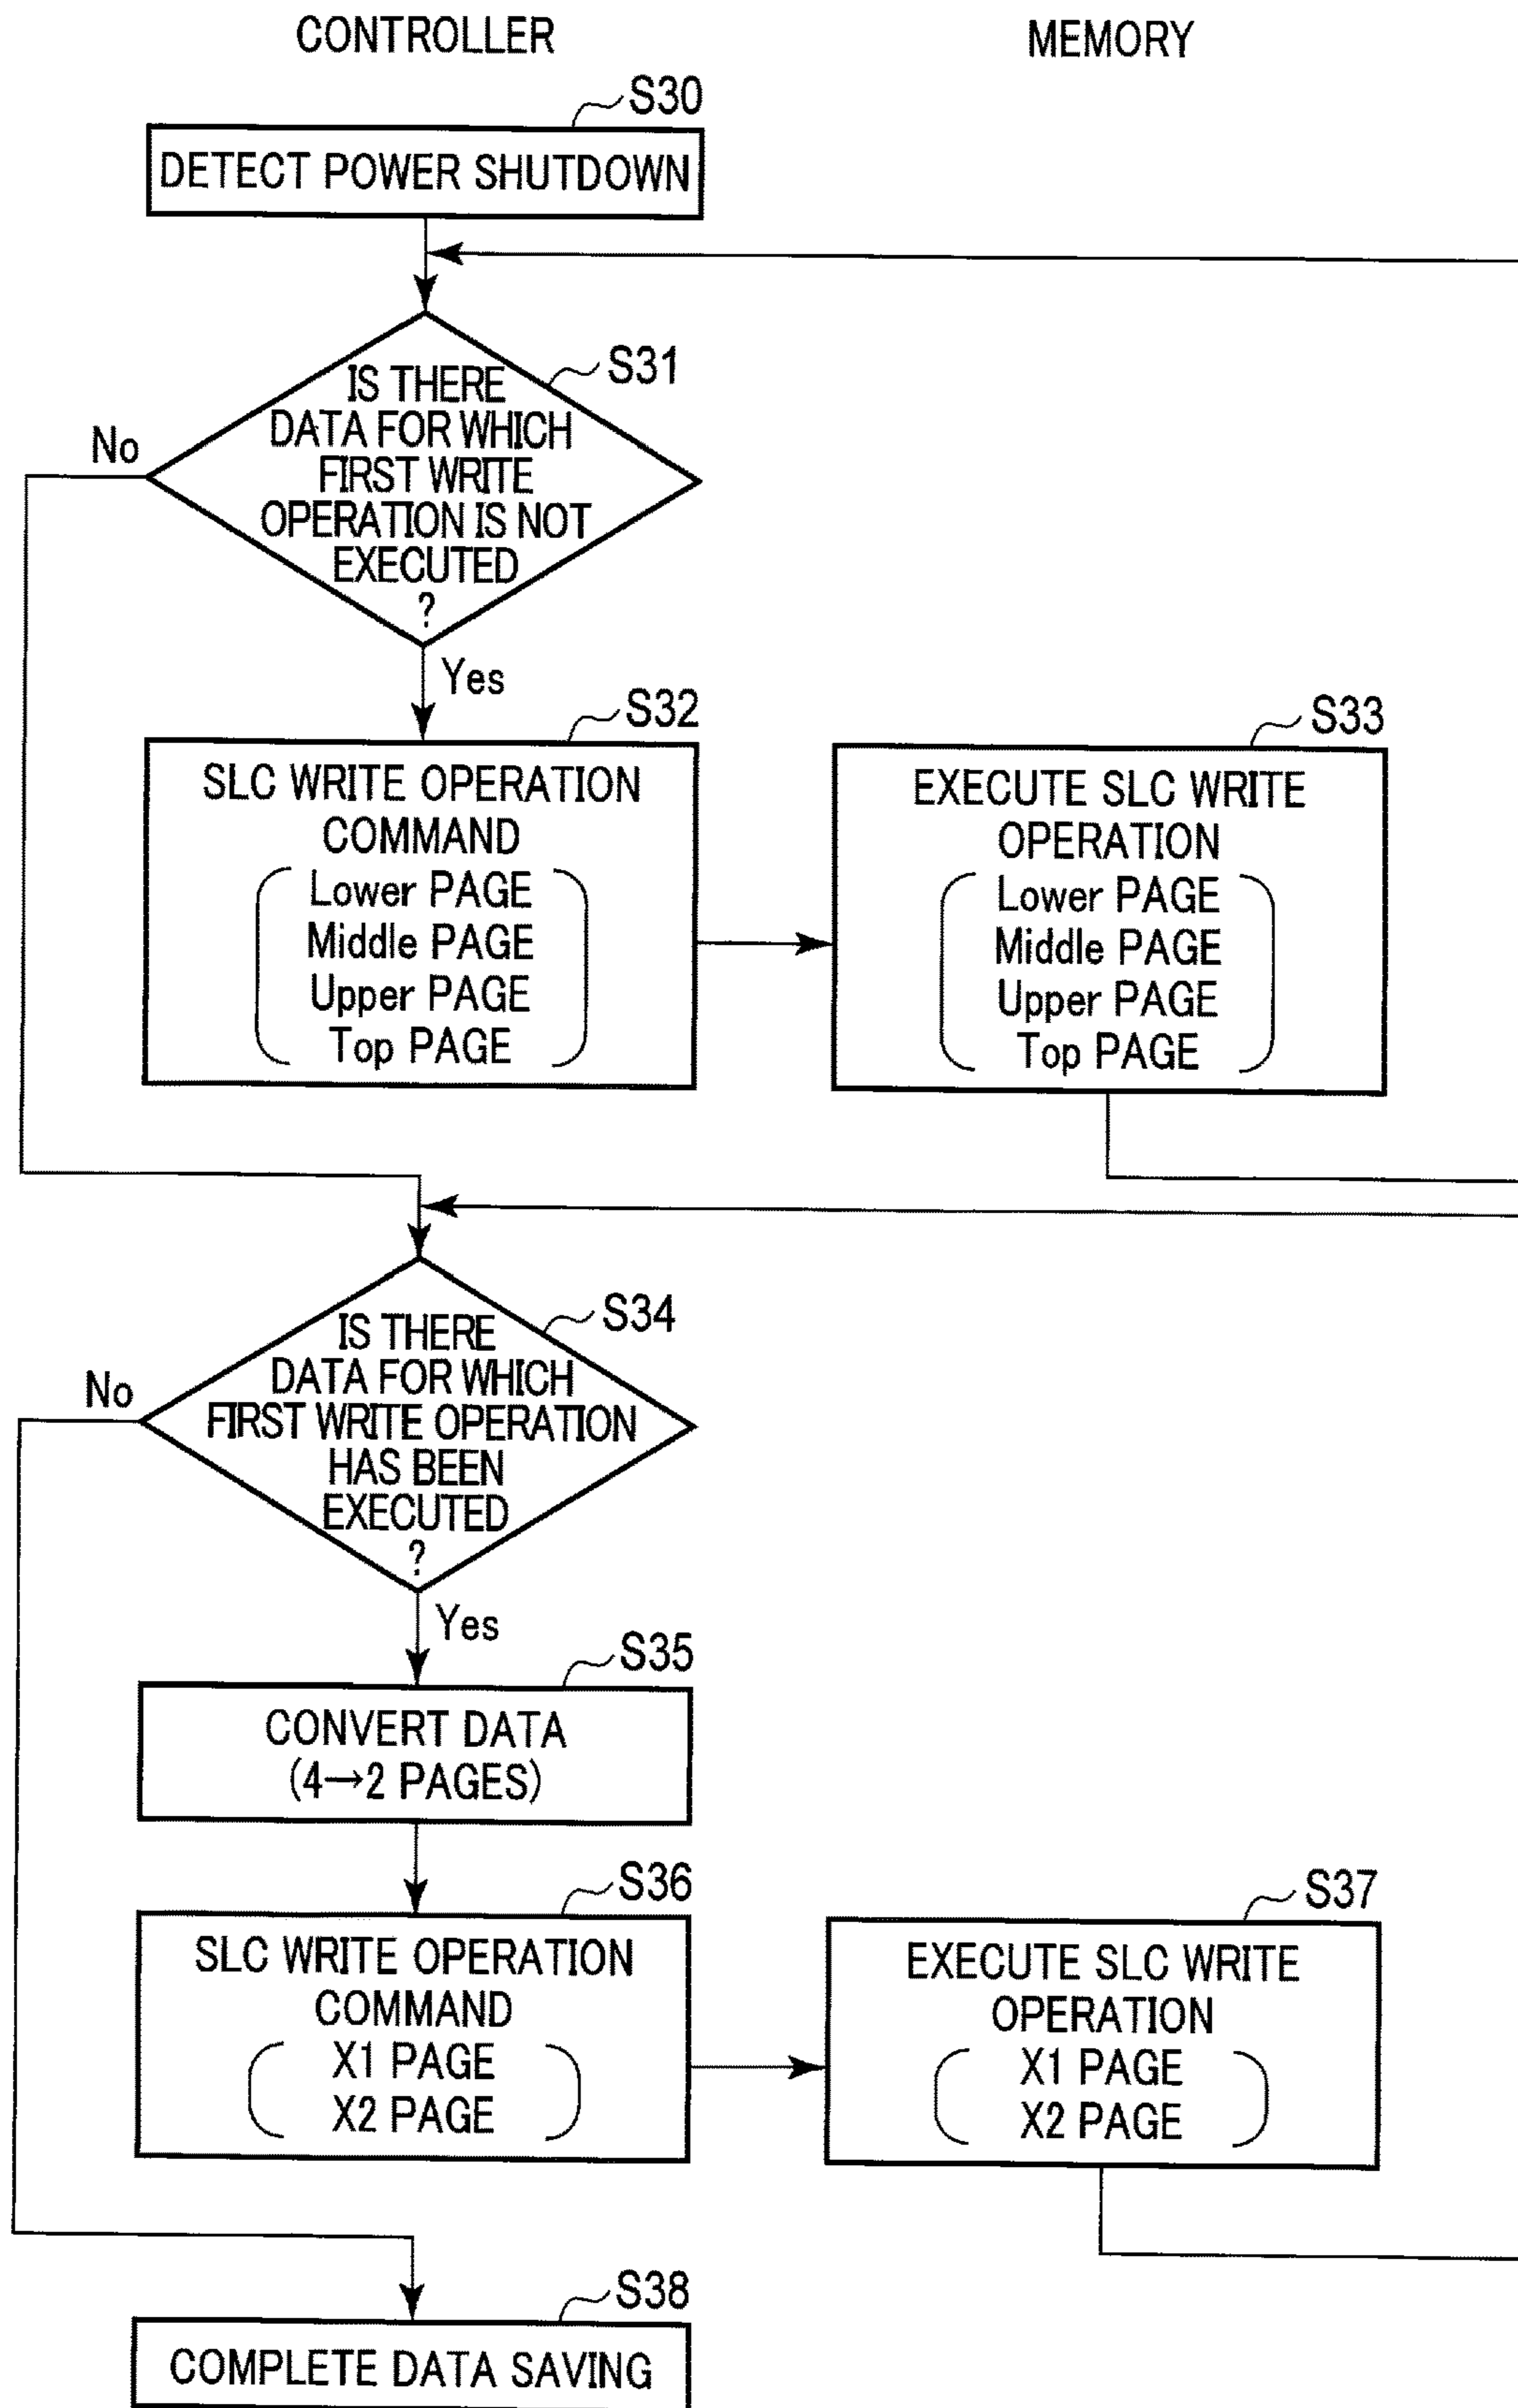 CONTROLLER
MEMORY
S30
DETECT POWER SHUTDOWN
S31
IS THERE
DATA FOR WHICH
FIRST WRITE
OPERATION IS NOT
EXECUTED
?
No
Yes
S32
SLC WRITE OPERATION
COMMAND
Lower PAGE
Middle PAGE
Upper PAGE
Top PAGE
S33
EXECUTE SLC WRITE
OPERATION
Lower PAGE
Middle PAGE
Upper PAGE
Top PAGE
S34
IS THERE
DATA FOR WHICH
FIRST WRITE OPERATION
HAS BEEN
EXECUTED
?
No
Yes
S35
CONVERT DATA
(4→2 PAGES)
S36
SLC WRITE OPERATION
COMMAND
X1 PAGE
X2 PAGE
S37
EXECUTE SLC WRITE
OPERATION
X1 PAGE
X2 PAGE
S38
COMPLETE DATA SAVING